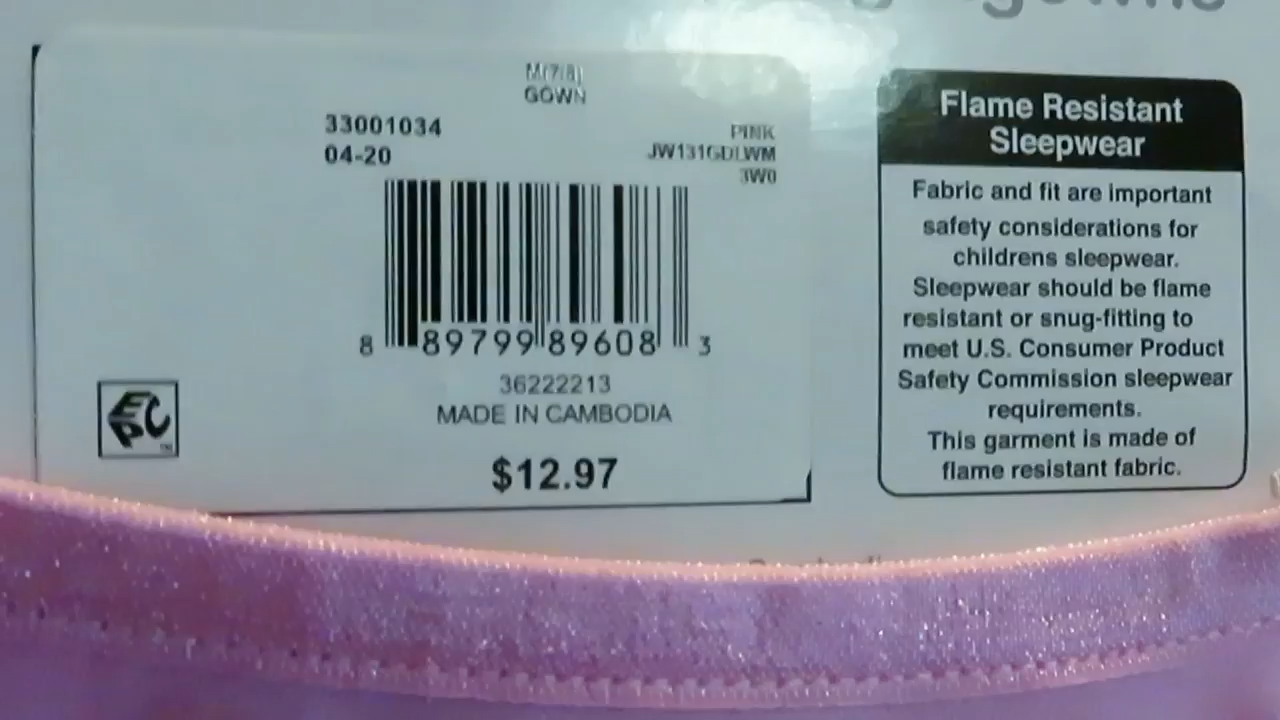 M(7/8)
GOWN
33001034
04-20
PINK
JW131GDLWM
3W0
8 89799 89608 3
36222213
MADE IN CAMBODIA
$12.97
EPC
Flame Resistant
Sleepwear
Fabric and fit are important
safety considerations for
childrens sleepwear.
Sleepwear should be flame
resistant or snug-fitting to
meet U.S. Consumer Product
Safety Commission sleepwear
requirements.
This garment is made of
flame resistant fabric.